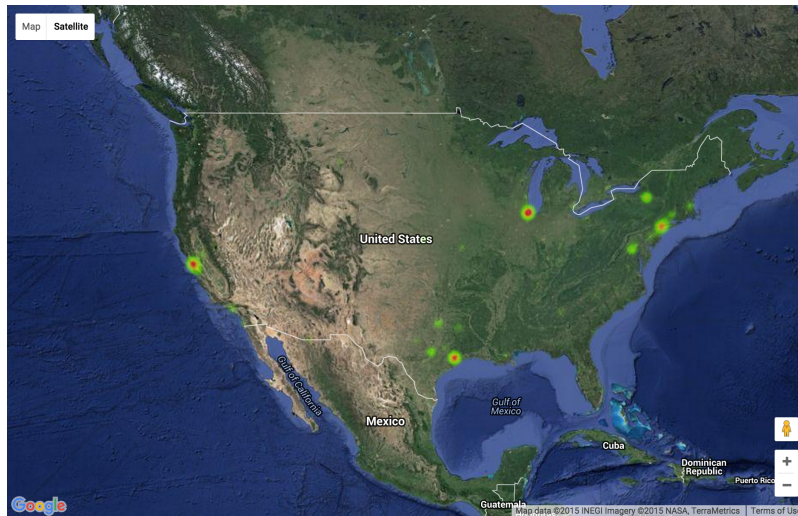 Map Satellite
United States
Gulf of California
Gulf of
Mexico
Mexico
Cuba
Dominican
Republic
Puerto Rico
Guatemala
Google
Map data ©2015 INEGI Imagery ©2015 NASA, TerraMetrics Terms of Us